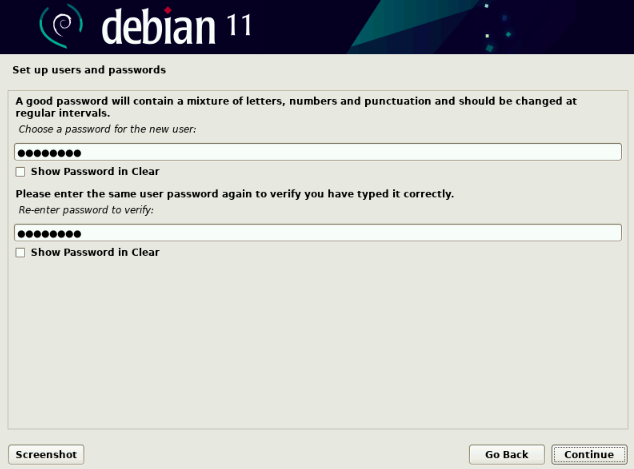 debian 11
Set up users and passwords
A good password will contain a mixture of letters, numbers and punctuation and should be changed at
regular intervals.
Choose a password for the new user:
●●●●●●●●
Show Password in Clear
Please enter the same user password again to verify you have typed it correctly.
Re-enter password to verify:
●●●●●●●●
Show Password in Clear
Screenshot Go Back Continue